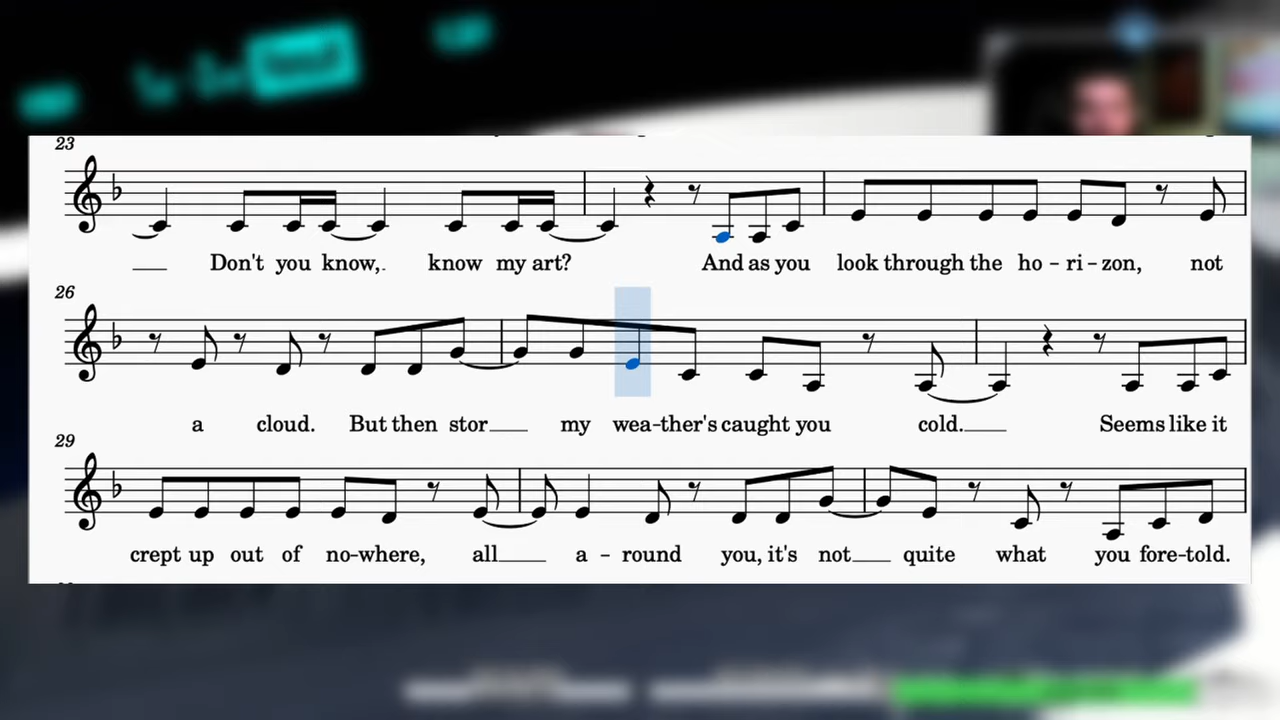 23
Don't you know, know my art? And as you look through the ho - ri - zon, not
26
a cloud. But then stor my wea-ther's caught you cold. Seems like it
29
crept up out of no-where, all a - round you, it's not quite what you fore-told.